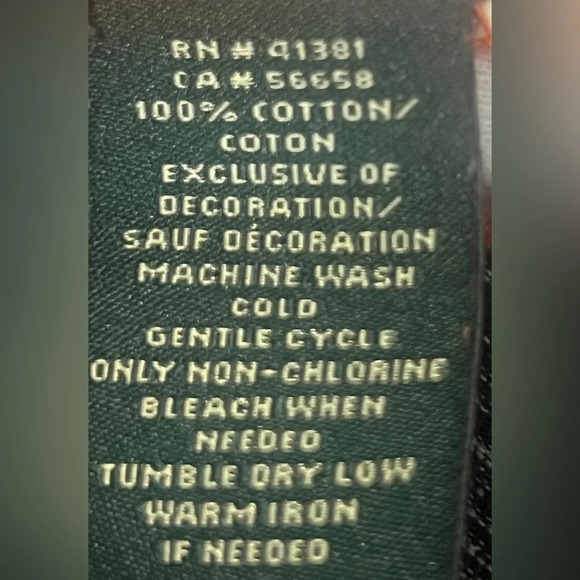 RN # 41381
CA # 56658
100% COTTON/
COTON
EXCLUSIVE OF
DECORATION/
SAUF DÉCORATION
MACHINE WASH
COLD
GENTLE CYCLE
ONLY NON-CHLORINE
BLEACH WHEN
NEEDED
TUMBLE DRY LOW
WARM IRON
IF NEEDED